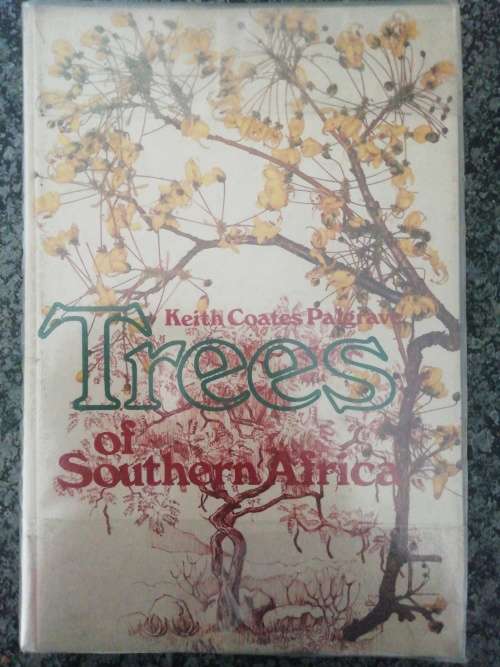 Keith Coates Palgrave
Trees
of
Southern Africa